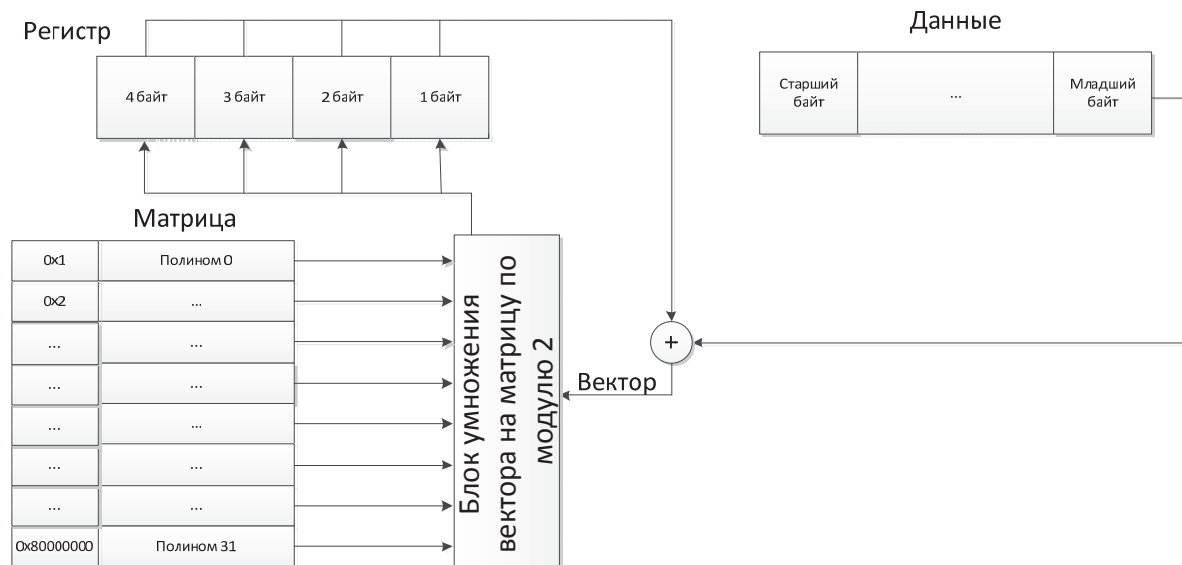 Регистр
Данные
4 байт
3 байт
2 байт
1 байт
Старший
байт
...
Младший
байт
Матрица
0x1
Полином 0
0x2
...
...
...
...
...
...
...
...
...
...
...
0x80000000
Полином 31
Блок умножения
вектора на матрицу по
модулю 2
+
Вектор